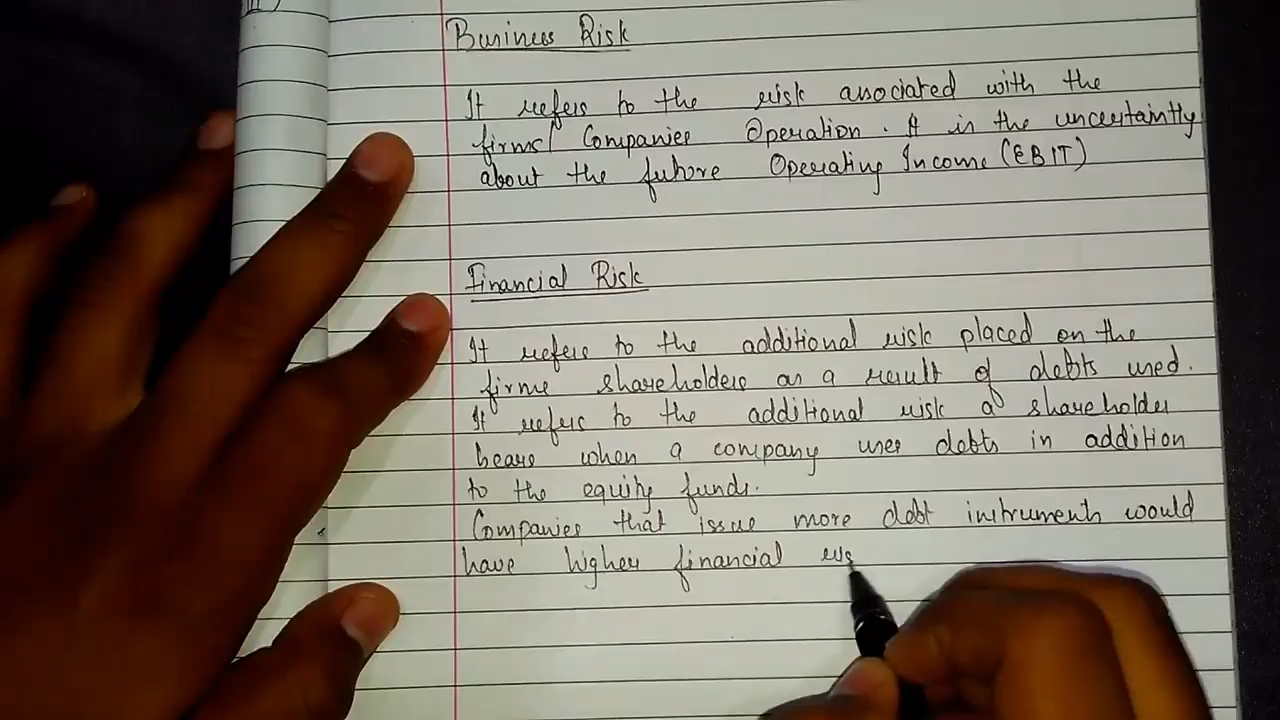 Business Risk
It refers to the risk asociated with the
firms/ Companies Operation. It is the uncertaintly
about the future Operating Income (EBIT)
Financial Risk
It refers to the additional risk placed on the
firms shareholders as a result of debts used.
It refers to the additional risk a shareholder
bears when a company uses debts in addition
to the equity funds.
Companies that issue more debt instruments would
have higher financial ris